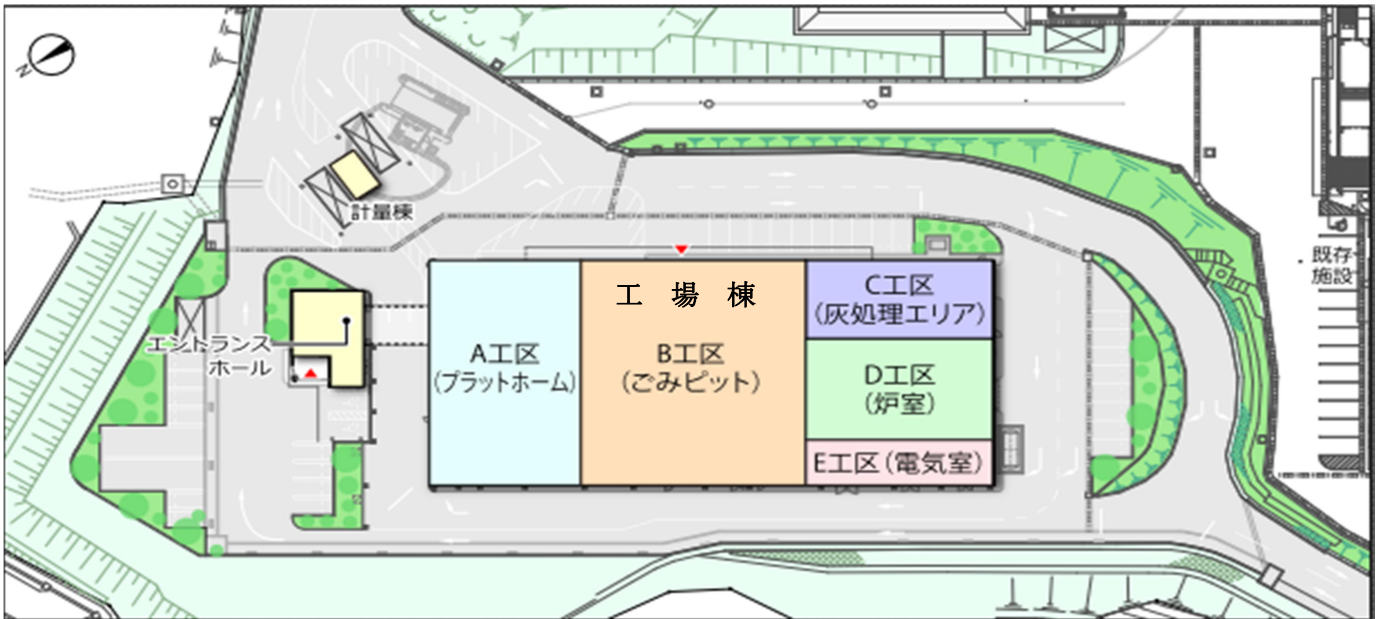 N
計量棟
既存
施設
工 場 棟
C工区
(灰処理エリア)
エントランス
ホール
A工区
(プラットホーム)
B工区
(ごみピット)
D工区
(炉室)
E工区(電気室)